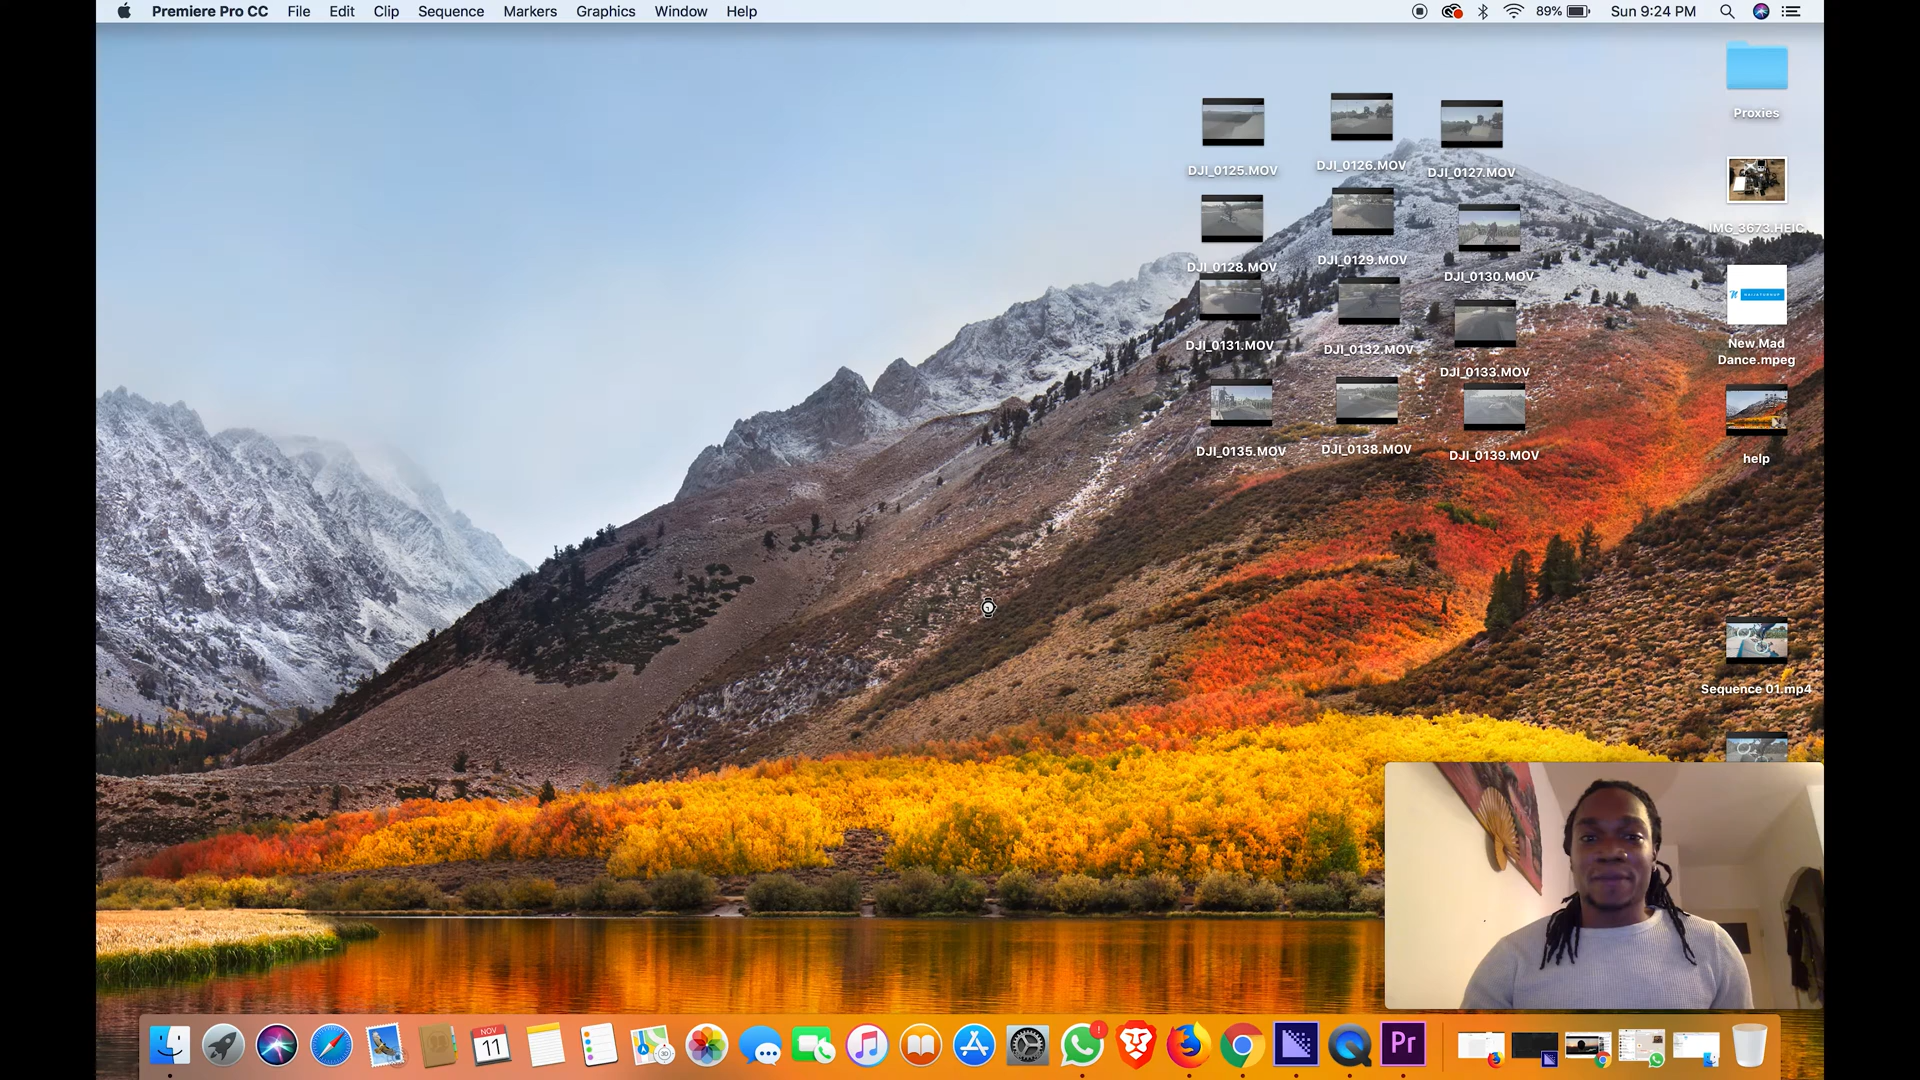 Premiere Pro CC File Edit Clip Sequence Markers Graphics Window Help 89% Sun 9:24 PM
Proxies
DJI_0125.MOV DJI_0126.MOV DJI_0127.MOV
IMG_3673.HEIC
DJI_0128.MOV DJI_0129.MOV DJI_0130.MOV
DJI_0131.MOV DJI_0132.MOV DJI_0133.MOV
New Mad
Dance.mpeg
DJI_0135.MOV DJI_0138.MOV DJI_0139.MOV
help
Sequence 01.mp4
NOV
11
3D
!
Pr